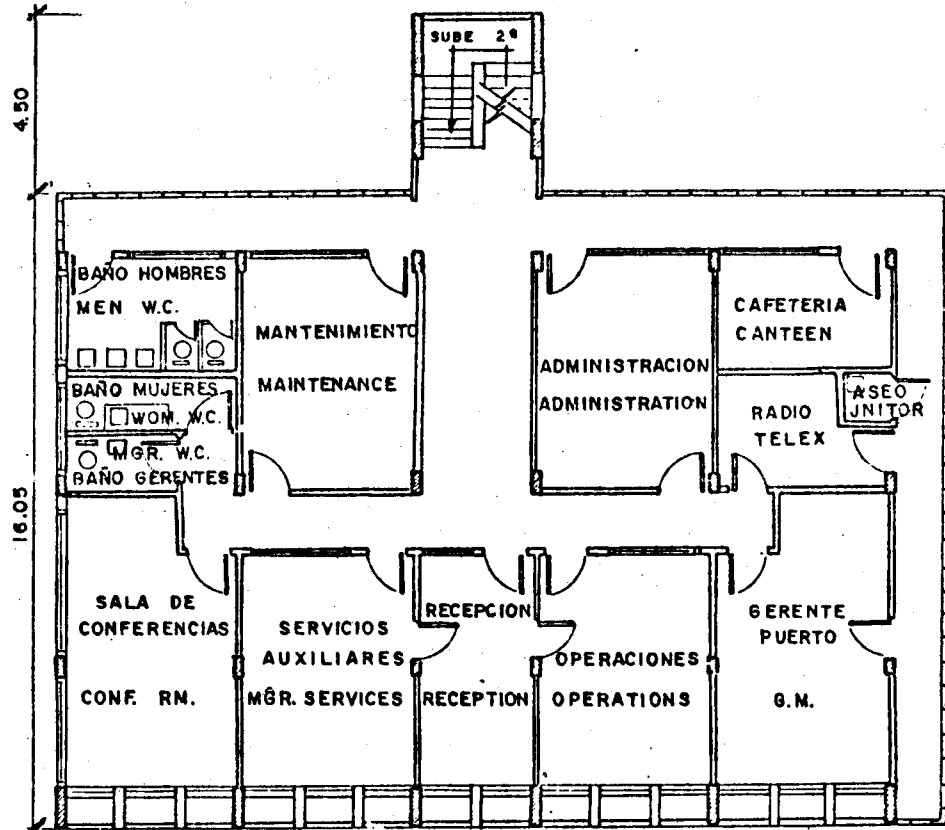 SUBE 2ª
4.50
16.05
BAÑO HOMBRES
MEN W.C.
BAÑO MUJERES
WOM. W.C.
MGR. W.C.
BAÑO GERENTES
MANTENIMIENTO
MAINTENANCE
ADMINISTRACION
ADMINISTRATION
CAFETERIA
CANTEEN
RADIO
TELEX
ASEO
JNITOR
SALA DE
CONFERENCIAS
CONF. RM.
SERVICIOS
AUXILIARES
MGR. SERVICES
RECEPCION
RECEPTION
OPERACIONES
OPERATIONS
GERENTE
PUERTO
G.M.